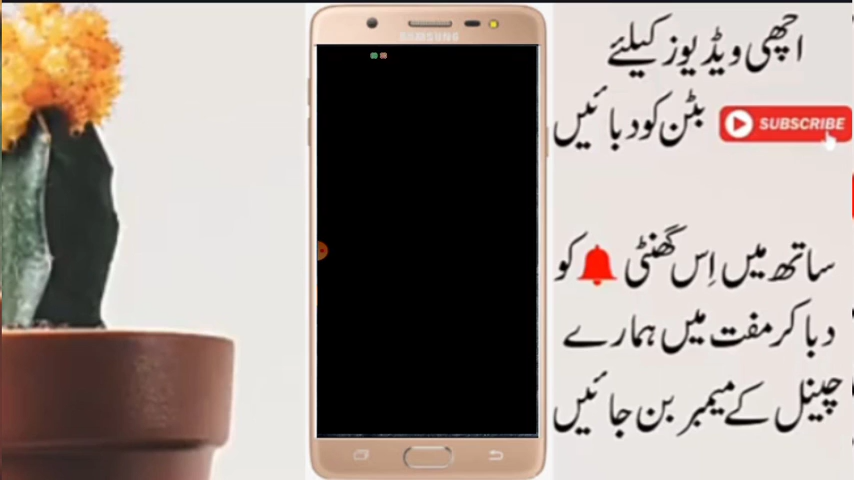 SAMSUNG
اچھی ویڈیوز کیلئے
بٹن کو دبائیں SUBSCRIBE
ساتھ میں اِس گھنٹی کو
دبا کر مفت میں ہمارے
چینل کے میمبر بن جائیں